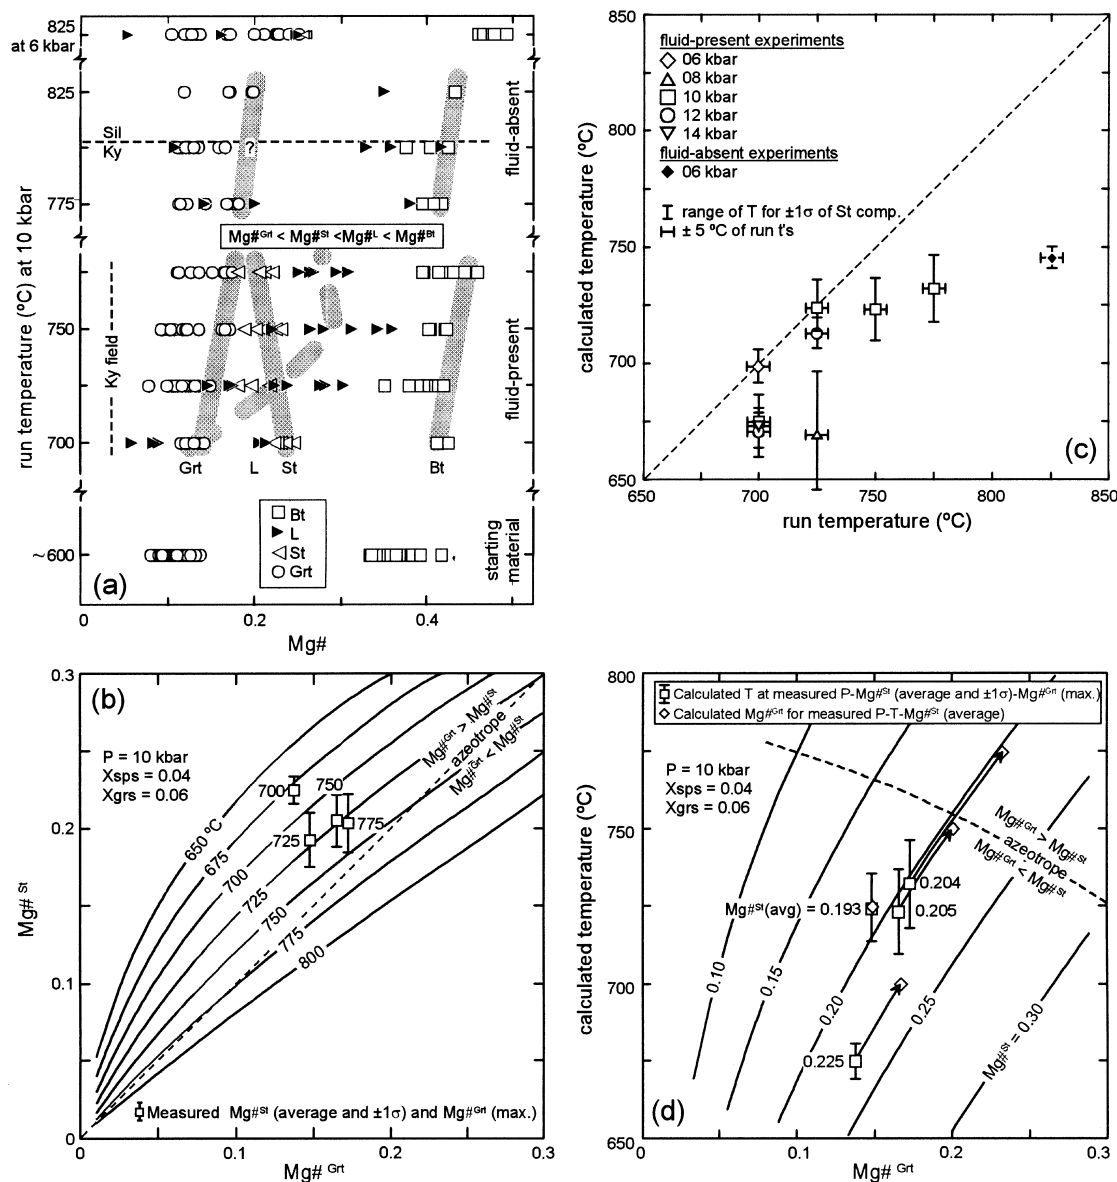 825
at 6 kbar
825
Sil
Ky
?
775
Mg#Grt < Mg#St <Mg#L < Mg#Bt
750
725
700
~600
run temperature (ºC) at 10 kbar
Ky field
fluid-absent
fluid-present
starting
material
Grt
L
St
Bt
Bt
L
St
Grt
(a)
0
0.2
0.4
Mg#
850
800
750
700
650
calculated temperature (ºC)
fluid-present experiments
06 kbar
08 kbar
10 kbar
12 kbar
14 kbar
fluid-absent experiments
06 kbar
range of T for ±1σ of St comp.
± 5 ºC of run t's
(c)
650
700
750
800
850
run temperature (ºC)
0.3
0.2
0.1
0
Mg# St
(b)
P = 10 kbar
Xsps = 0.04
Xgrs = 0.06
650 ºC
675
700
725
750
775
800
700
725
750
775
Mg#Grt > Mg#St
azeotrope
Mg#Grt < Mg#St
Measured Mg#St (average and ±1σ) and Mg#Grt (max.)
0
0.1
0.2
0.3
Mg# Grt
800
750
700
650
calculated temperature (ºC)
Calculated T at measured P-Mg#St (average and ±1σ)-Mg#Grt (max.)
Calculated Mg#Grt for measured P-T-Mg#St (average)
P = 10 kbar
Xsps = 0.04
Xgrs = 0.06
Mg#Grt > Mg#St
azeotrope
Mg#Grt < Mg#St
0.204
0.205
Mg#St(avg) = 0.193
0.225
0.10
0.15
0.20
0.25
Mg#St = 0.30
(d)
0
0.1
0.2
0.3
Mg# Grt